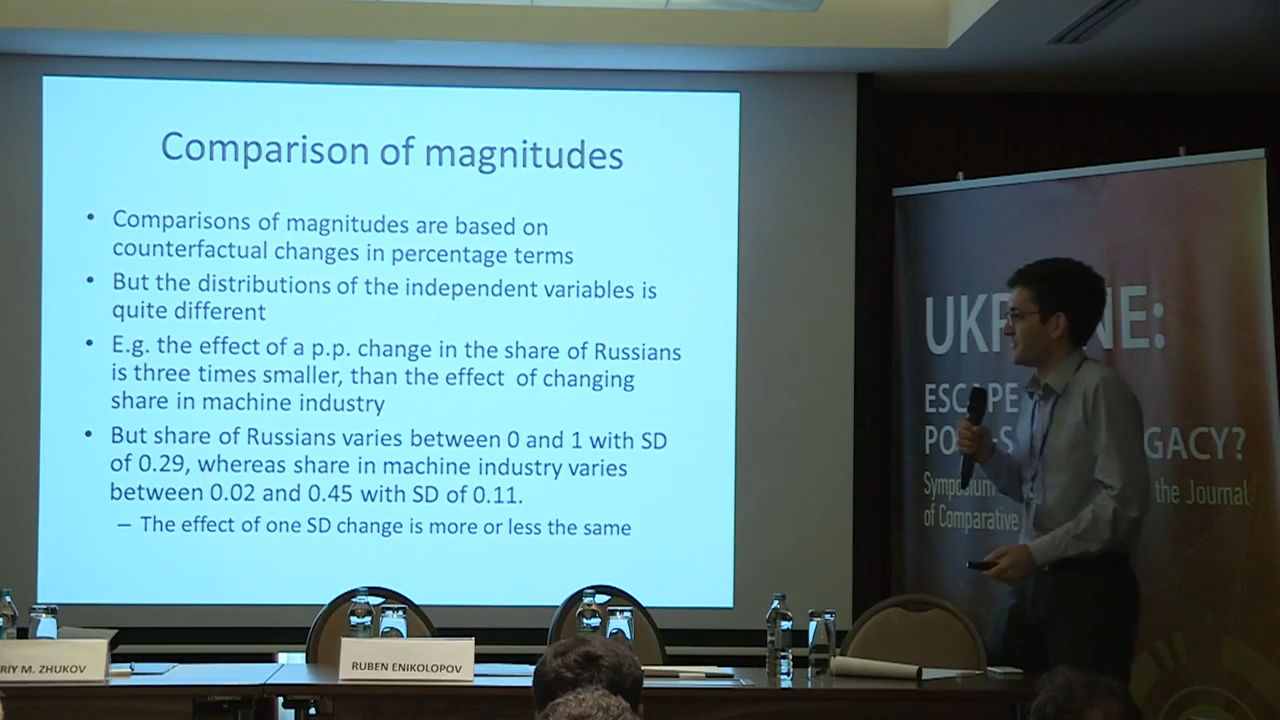 Comparison of magnitudes
• Comparisons of magnitudes are based on
counterfactual changes in percentage terms
• But the distributions of the independent variables is
quite different
• E.g. the effect of a p.p. change in the share of Russians
is three times smaller, than the effect of changing
share in machine industry
• But share of Russians varies between 0 and 1 with SD
of 0.29, whereas share in machine industry varies
between 0.02 and 0.45 with SD of 0.11.
– The effect of one SD change is more or less the same
UKR NE:
ESCAPE
PO -S GACY?
Symposium the Journal
of Comparative
RIY M. ZHUKOV
RUBEN ENIKOLOPOV